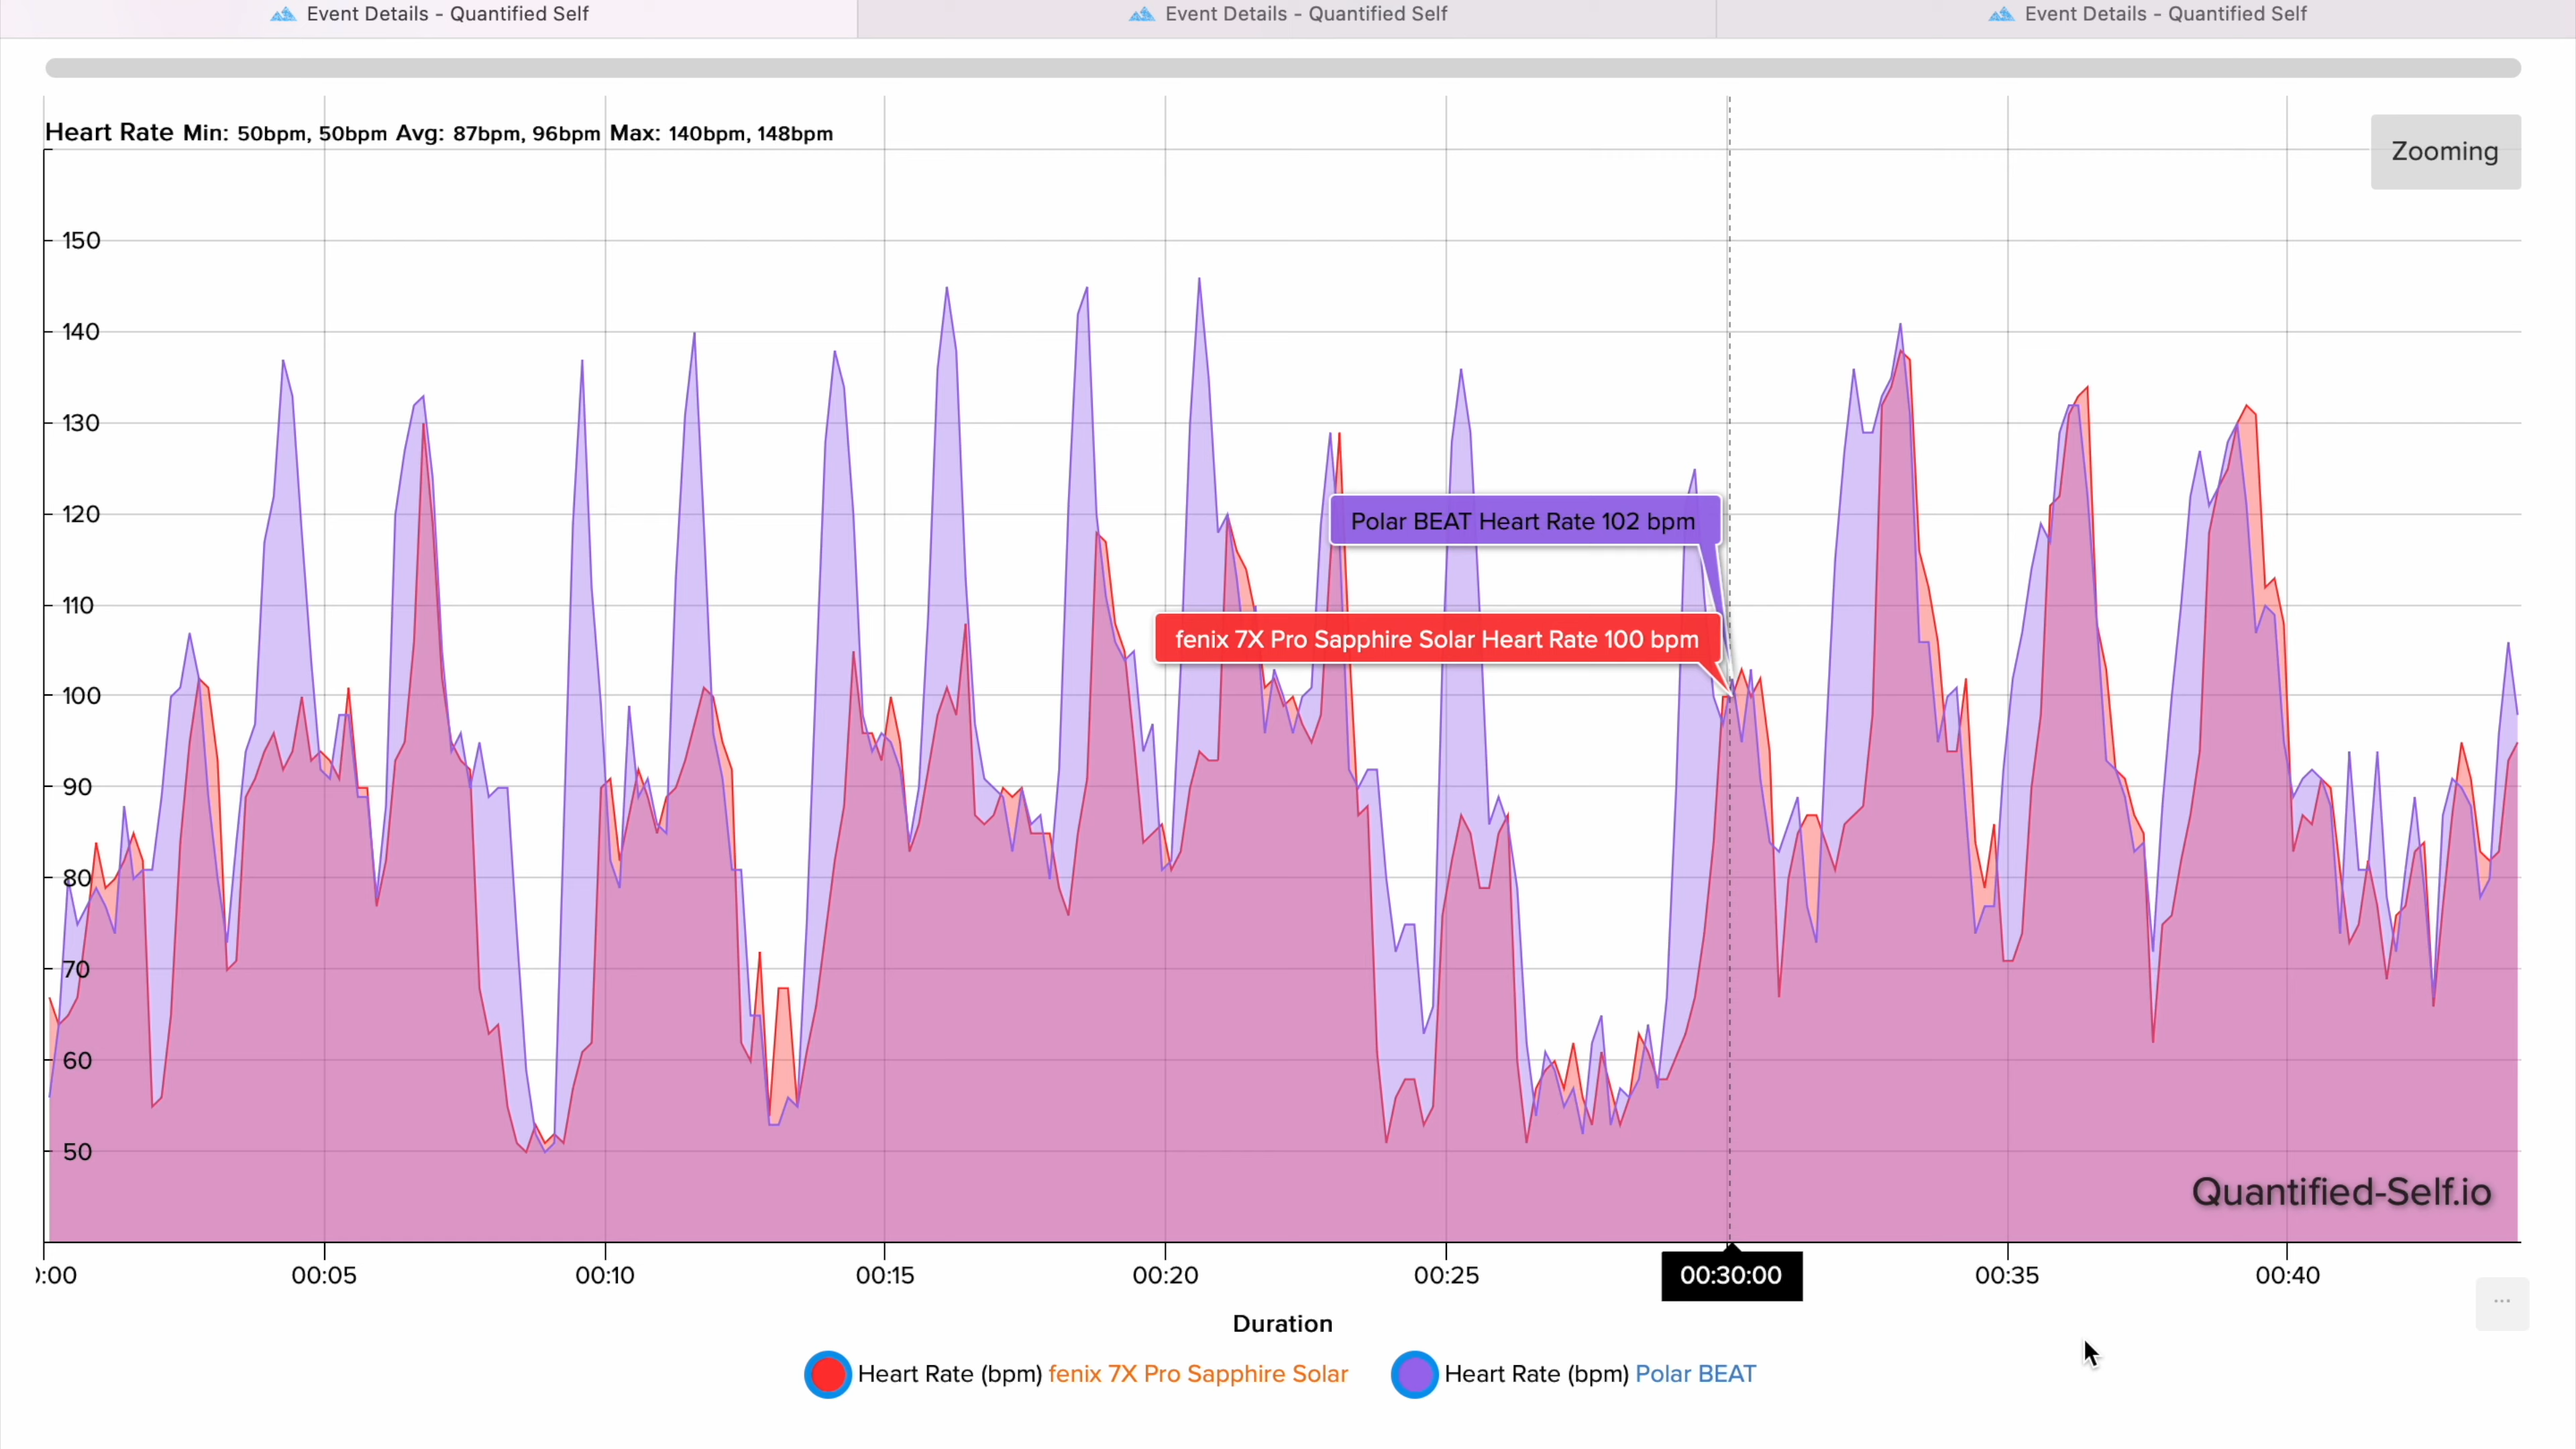 Event Details - Quantified Self
Event Details - Quantified Self
Event Details - Quantified Self
Heart Rate Min: 50bpm, 50bpm Avg: 87bpm, 96bpm Max: 140bpm, 148bpm
Zooming
150
140
130
120
110
100
90
80
70
60
50
Polar BEAT Heart Rate 102 bpm
fenix 7X Pro Sapphire Solar Heart Rate 100 bpm
Quantified-Self.io
:00 00:05 00:10 00:15 00:20 00:25 00:30:00 00:35 00:40
...
Duration
Heart Rate (bpm) fenix 7X Pro Sapphire Solar Heart Rate (bpm) Polar BEAT